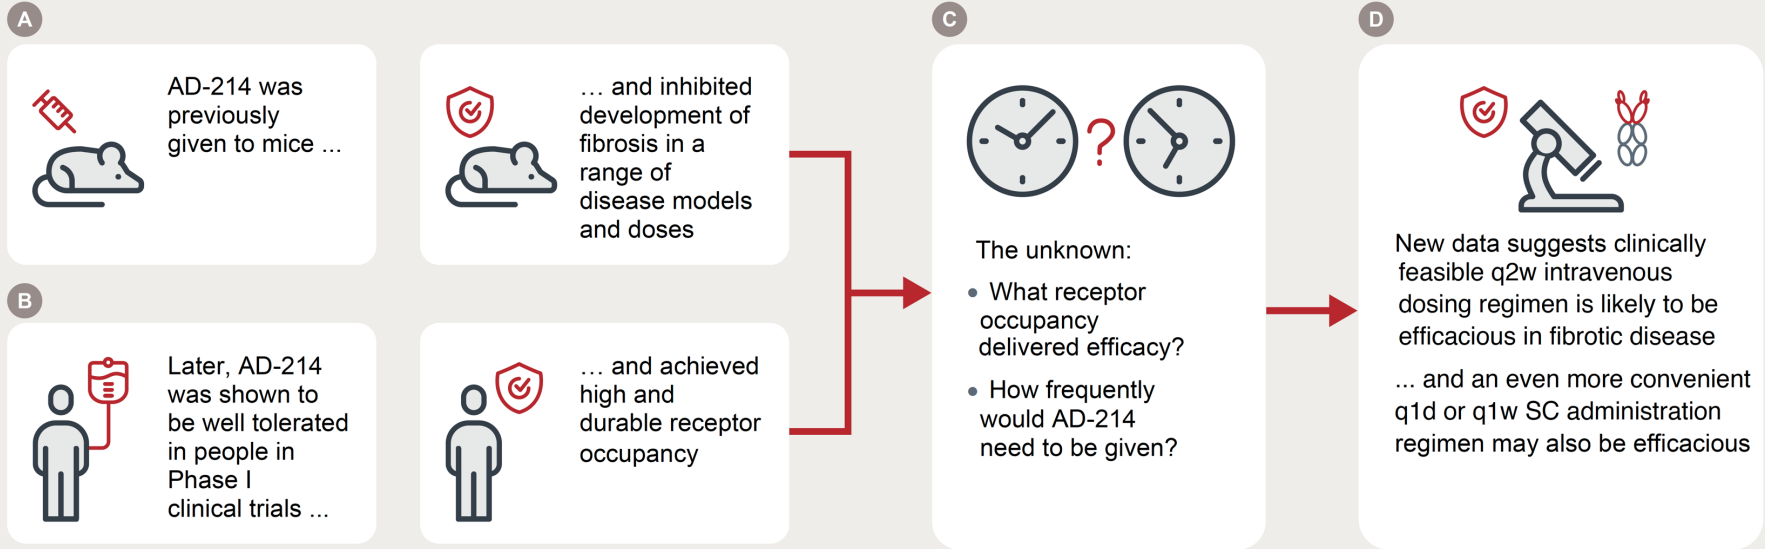 A
AD-214 was
previously
given to mice ...
... and inhibited
development of
fibrosis in a
range of
disease models
and doses
B
Later, AD-214
was shown to
be well tolerated
in people in
Phase I
clinical trials ...
... and achieved
high and
durable receptor
occupancy
C
?
The unknown:
• What receptor
occupancy
delivered efficacy?
• How frequently
would AD-214
need to be given?
D
New data suggests clinically
feasible q2w intravenous
dosing regimen is likely to be
efficacious in fibrotic disease
... and an even more convenient
q1d or q1w SC administration
regimen may also be efficacious